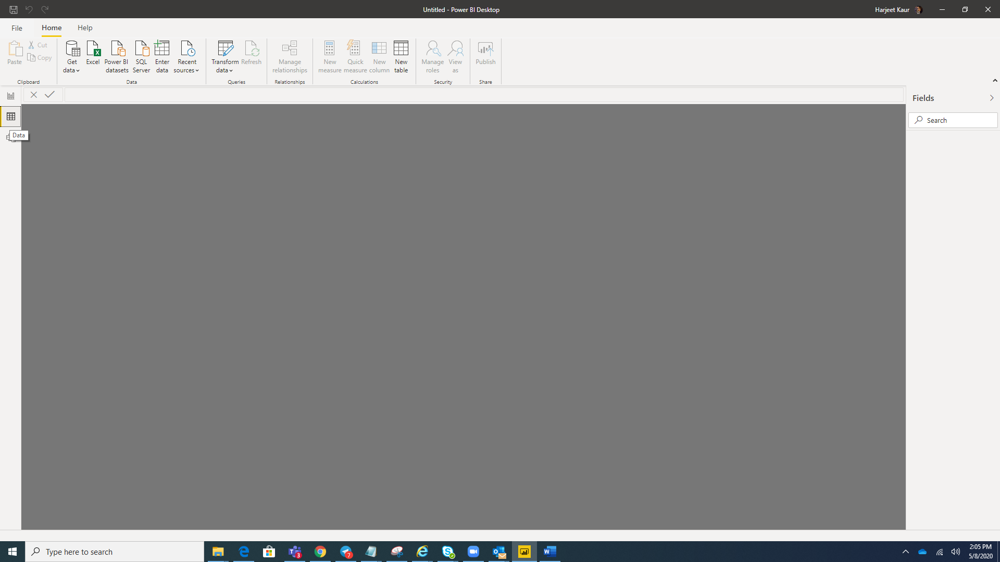 Untitled - Power BI Desktop
Harjeet Kaur
File
Home
Help
Paste
Cut
Copy
Clipboard
Get
data
Excel
Power BI
datasets
SQL
Server
Enter
data
Recent
sources
Data
Transform
data
Refresh
Queries
Manage
relationships
Relationships
New
measure
Quick
measure
New
column
New
table
Calculations
Manage
roles
View
as
Security
Publish
Share
Fields
Search
Data
Type here to search
3
7
2:05 PM
5/8/2020